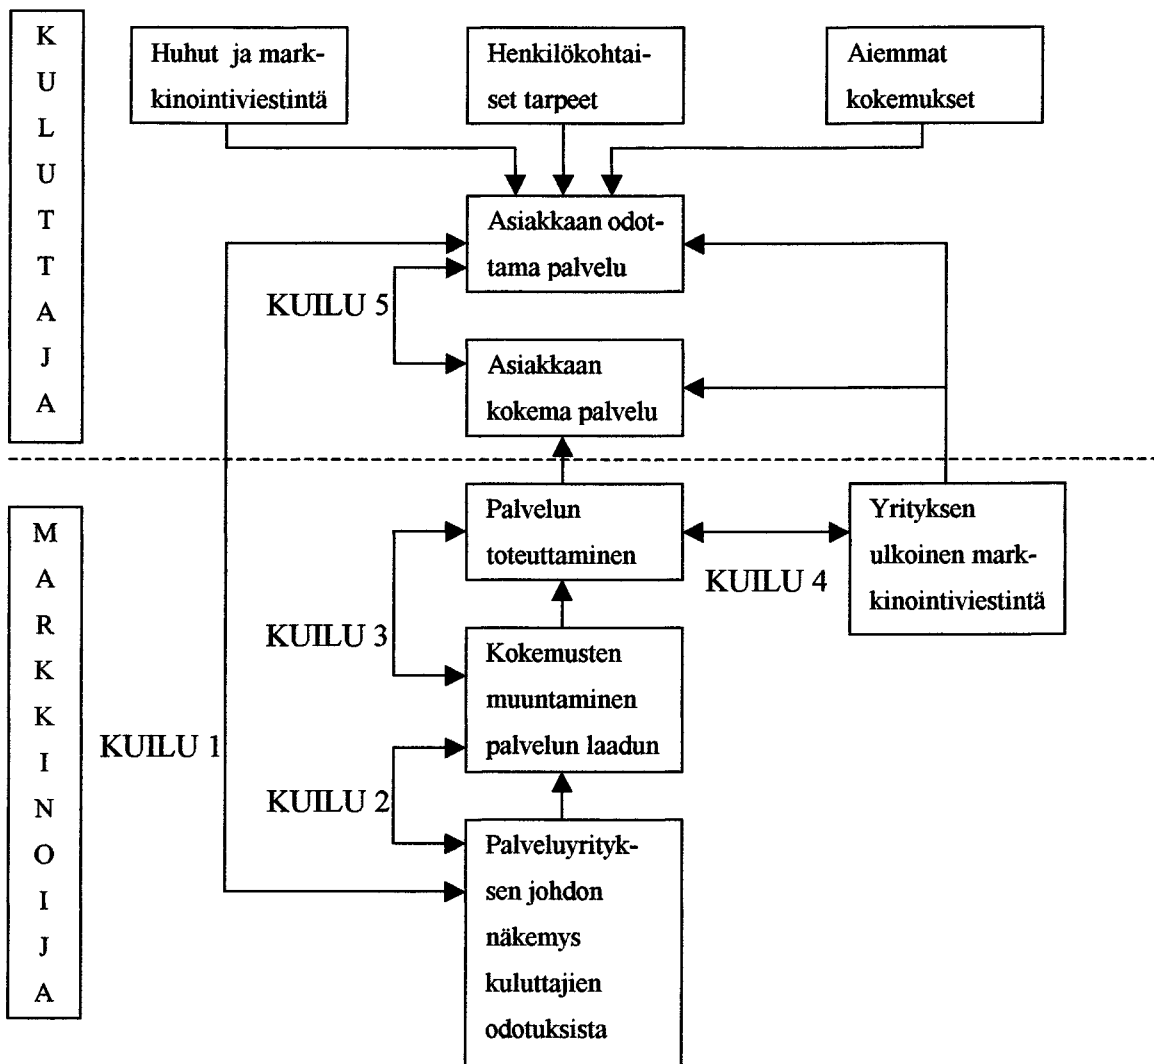 KULUTTAJA
Huhut ja mark-
kinointiviestintä
Henkilökohtai-
set tarpeet
Aiemmat
kokemukset
Asiakkaan odot-
tama palvelu
KUILU 5
Asiakkaan
kokema palvelu
MARKKINOIJA
Palvelun
toteuttaminen
Yrityksen
ulkoinen mark-
kinointiviestintä
KUILU 4
KUILU 3
Kokemusten
muuntaminen
palvelun laadun
KUILU 1
KUILU 2
Palveluyrityk-
sen johdon
näkemys
kuluttajien
odotuksista